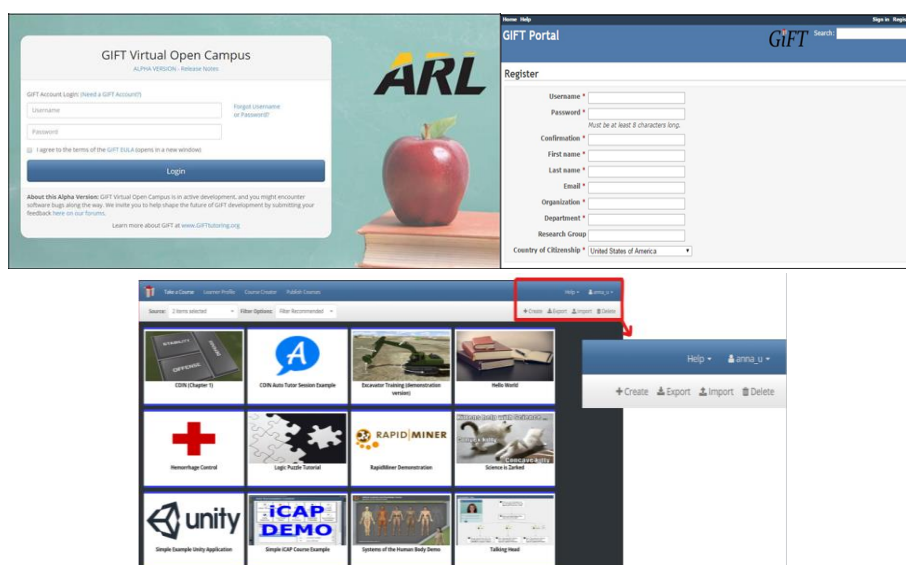 GIFT Virtual Open Campus
ALPHA VERSION - Release Notes
GIFT Account Login: (Need a GIFT Account?)
Username
Forgot Username
or Password?
Password
I agree to the terms of the GIFT EULA (opens in a new window)
Login
About this Alpha Version: GIFT Virtual Open Campus is in active development, and you might encounter
software bugs along the way. We invite you to help shape the future of GIFT development by submitting your
feedback here on our forums.
Learn more about GIFT at www.GIFTtutoring.org
ARL
Home Help
Sign in Regis
GIFT Portal
GiFT
Search:
Register
Username *
Password *
Must be at least 8 characters long.
Confirmation *
First name *
Last name *
Email *
Organization *
Department *
Research Group
Country of Citizenship * United States of America
Take a Course Learner Profile Course Creator Publish Courses
Help anna_u
Source: 2 items selected Filter Options: Filter Recommended
Create Export Import Delete
STABILITY
OFFENSE DEFENSE
COIN (Chapter 1)
A
COIN Auto Tutor Session Example
Excavator Training (demonstration
version)
Hello World
Help anna_u
Create Export Import Delete
Hemorrhage Control
Logic Puzzle Tutorial
RAPIDMINER
RapidMiner Demonstration
Kittens help with Science...
Concave kitty
Science is Zarked
unity
Simple Example Unity Application
iCAP
DEMO
Simple iCAP Course Example
Systems of the Human Body Demo
Talking Head